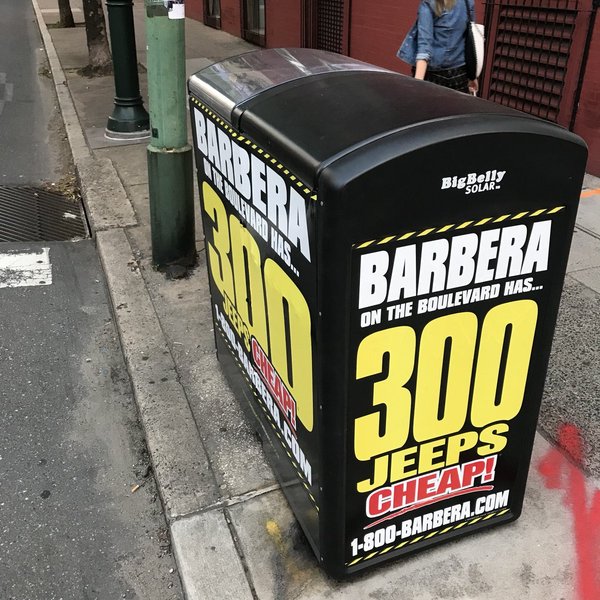 BARBERA
ON THE BOULEVARD HAS...
300
JEEPS
CHEAP!
1-800-BARBERA.COM
BigBelly
SOLAR™
BARBERA
ON THE BOULEVARD HAS...
300
JEEPS
CHEAP!
1-800-BARBERA.COM